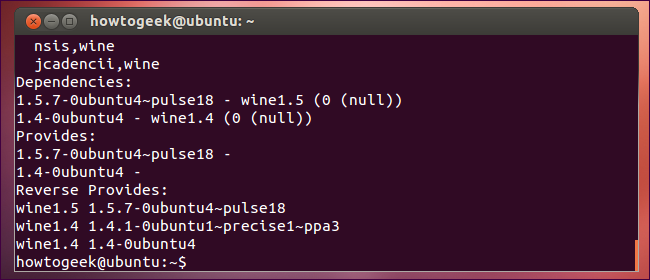 howtogeek@ubuntu: ~
nsis,wine
jcadencii,wine
Dependencies:
1.5.7-0ubuntu4~pulse18 - wine1.5 (0 (null))
1.4-0ubuntu4 - wine1.4 (0 (null))
Provides:
1.5.7-0ubuntu4~pulse18 -
1.4-0ubuntu4 -
Reverse Provides:
wine1.5 1.5.7-0ubuntu4~pulse18
wine1.4 1.4.1-0ubuntu1~precise1~ppa3
wine1.4 1.4-0ubuntu4
howtogeek@ubuntu:~$